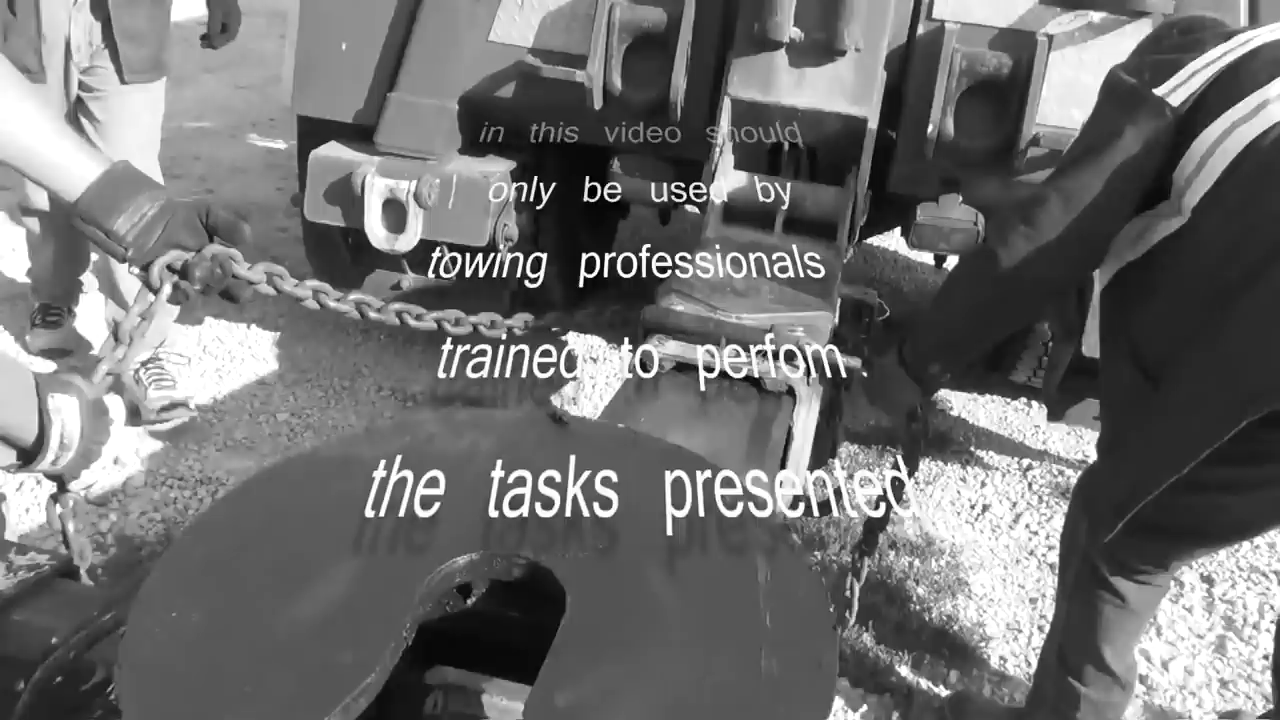 in this video should
only be used by
towing professionals
trained to perfom
the tasks presented.